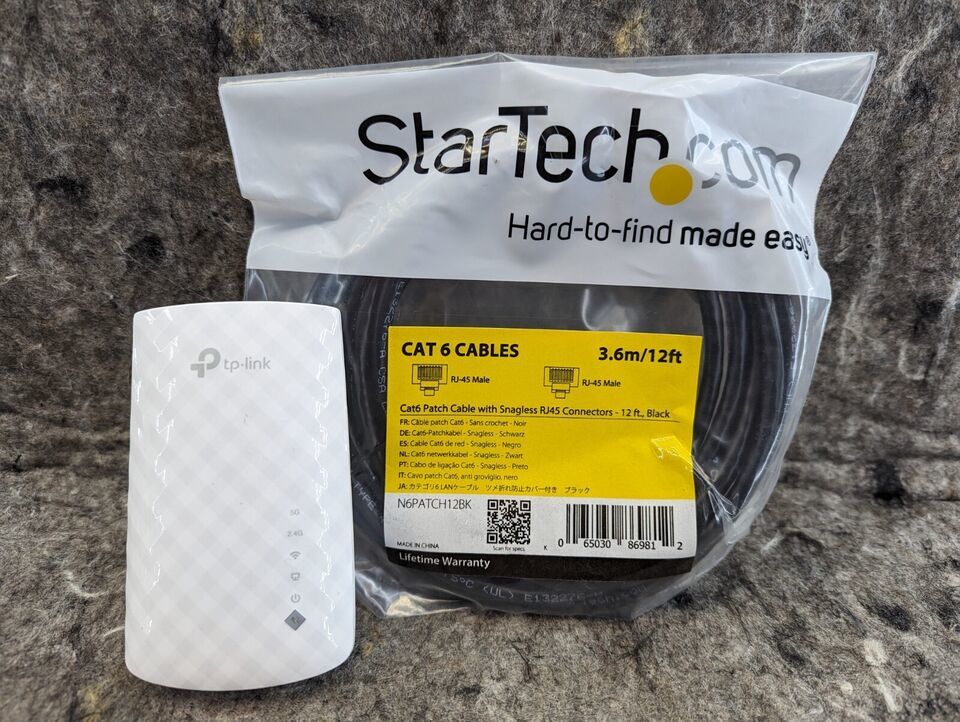 StarTech.com
Hard-to-find made easy®
tp-link
5G
2.4G
CAT 6 CABLES 3.6m/12ft
RJ-45 Male RJ-45 Male
Cat6 Patch Cable with Snagless RJ45 Connectors - 12 ft., Black
FR: Câble patch Cat6 - Sans crochet - Noir
DE: Cat6-Patchkabel - Snagless - Schwarz
ES: Cable Cat6 de red - Snagless - Negro
NL: Cat6 netwerkkabel - Snagless - Zwart
PT: Cabo de ligação Cat6 - Snagless - Preto
IT: Cavo patch Cat6, anti groviglio, nero
JA: カテゴリ6 LANケーブル ツメ折れ防止カバー付き ブラック
N6PATCH12BK
MADE IN CHINA
Scan for specs
K 0 65030 86981 2
Lifetime Warranty
TYPE
75°C (UL) E132276-